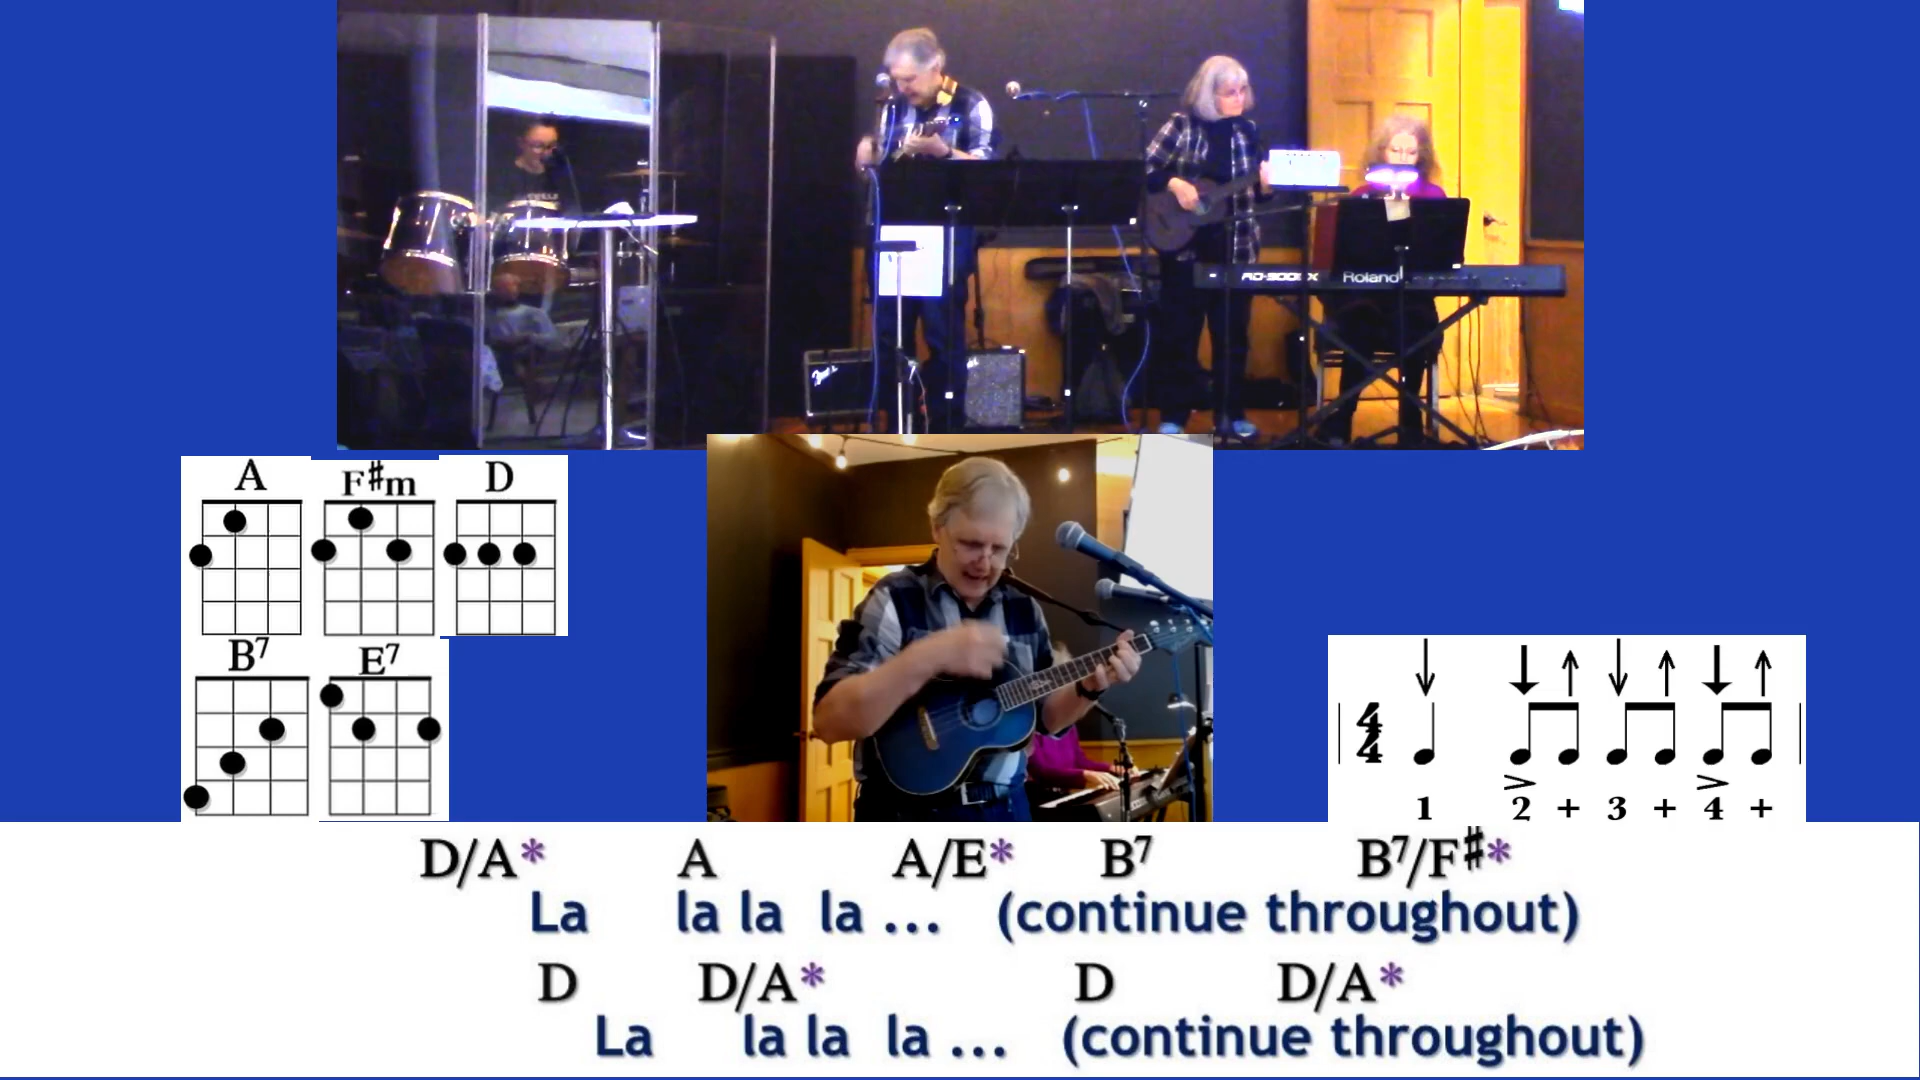 RD-300GX Roland
Fender
A F♯m D
B7 E7
4/4
1 2 + 3 + 4 +
D/A* A A/E* B7 B7/F♯*
La la la la ... (continue throughout)
D D/A* D D/A*
La la la la ... (continue throughout)